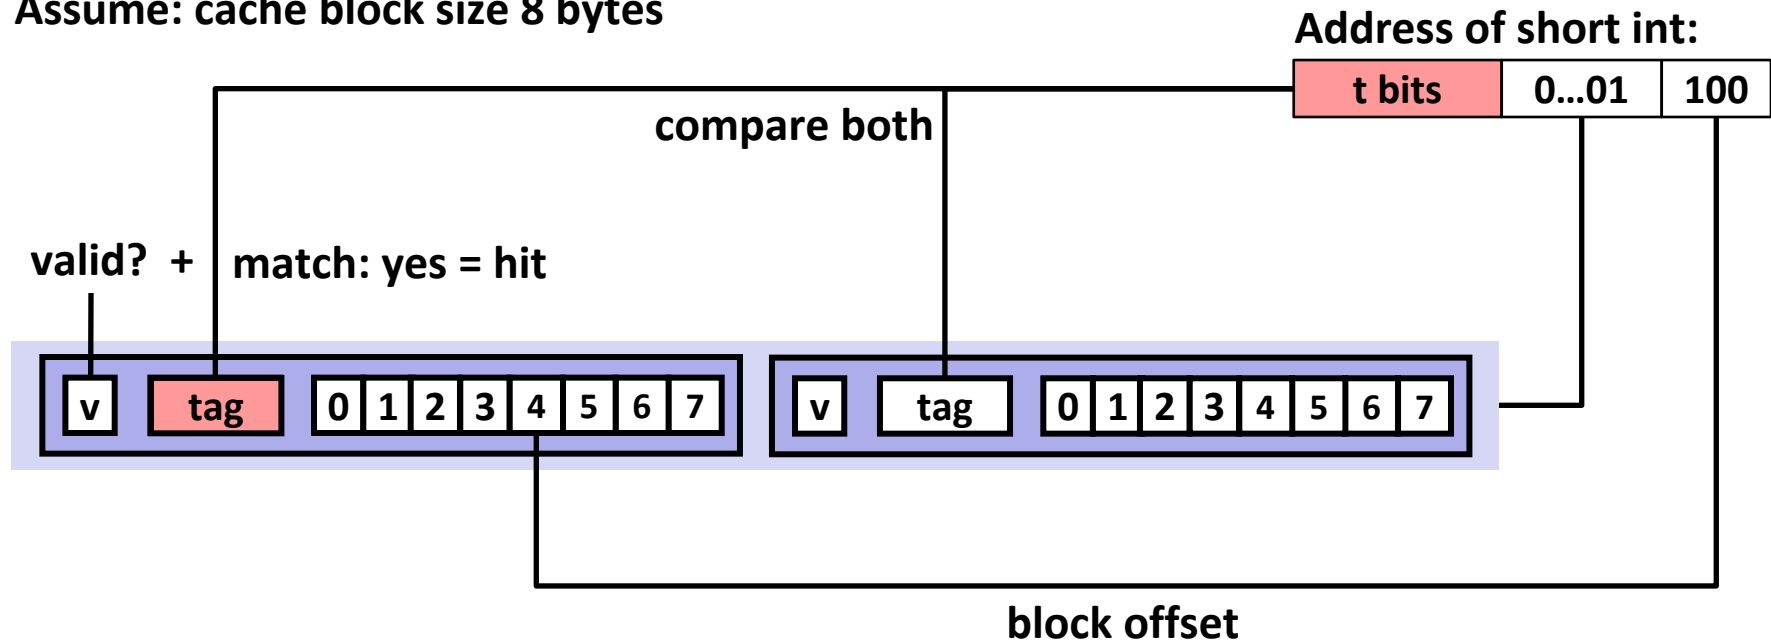 Assume: cache block size 8 bytes
Address of short int:
t bits 0...01 100
compare both
valid? + match: yes = hit
v tag 0 1 2 3 4 5 6 7 v tag 0 1 2 3 4 5 6 7
block offset